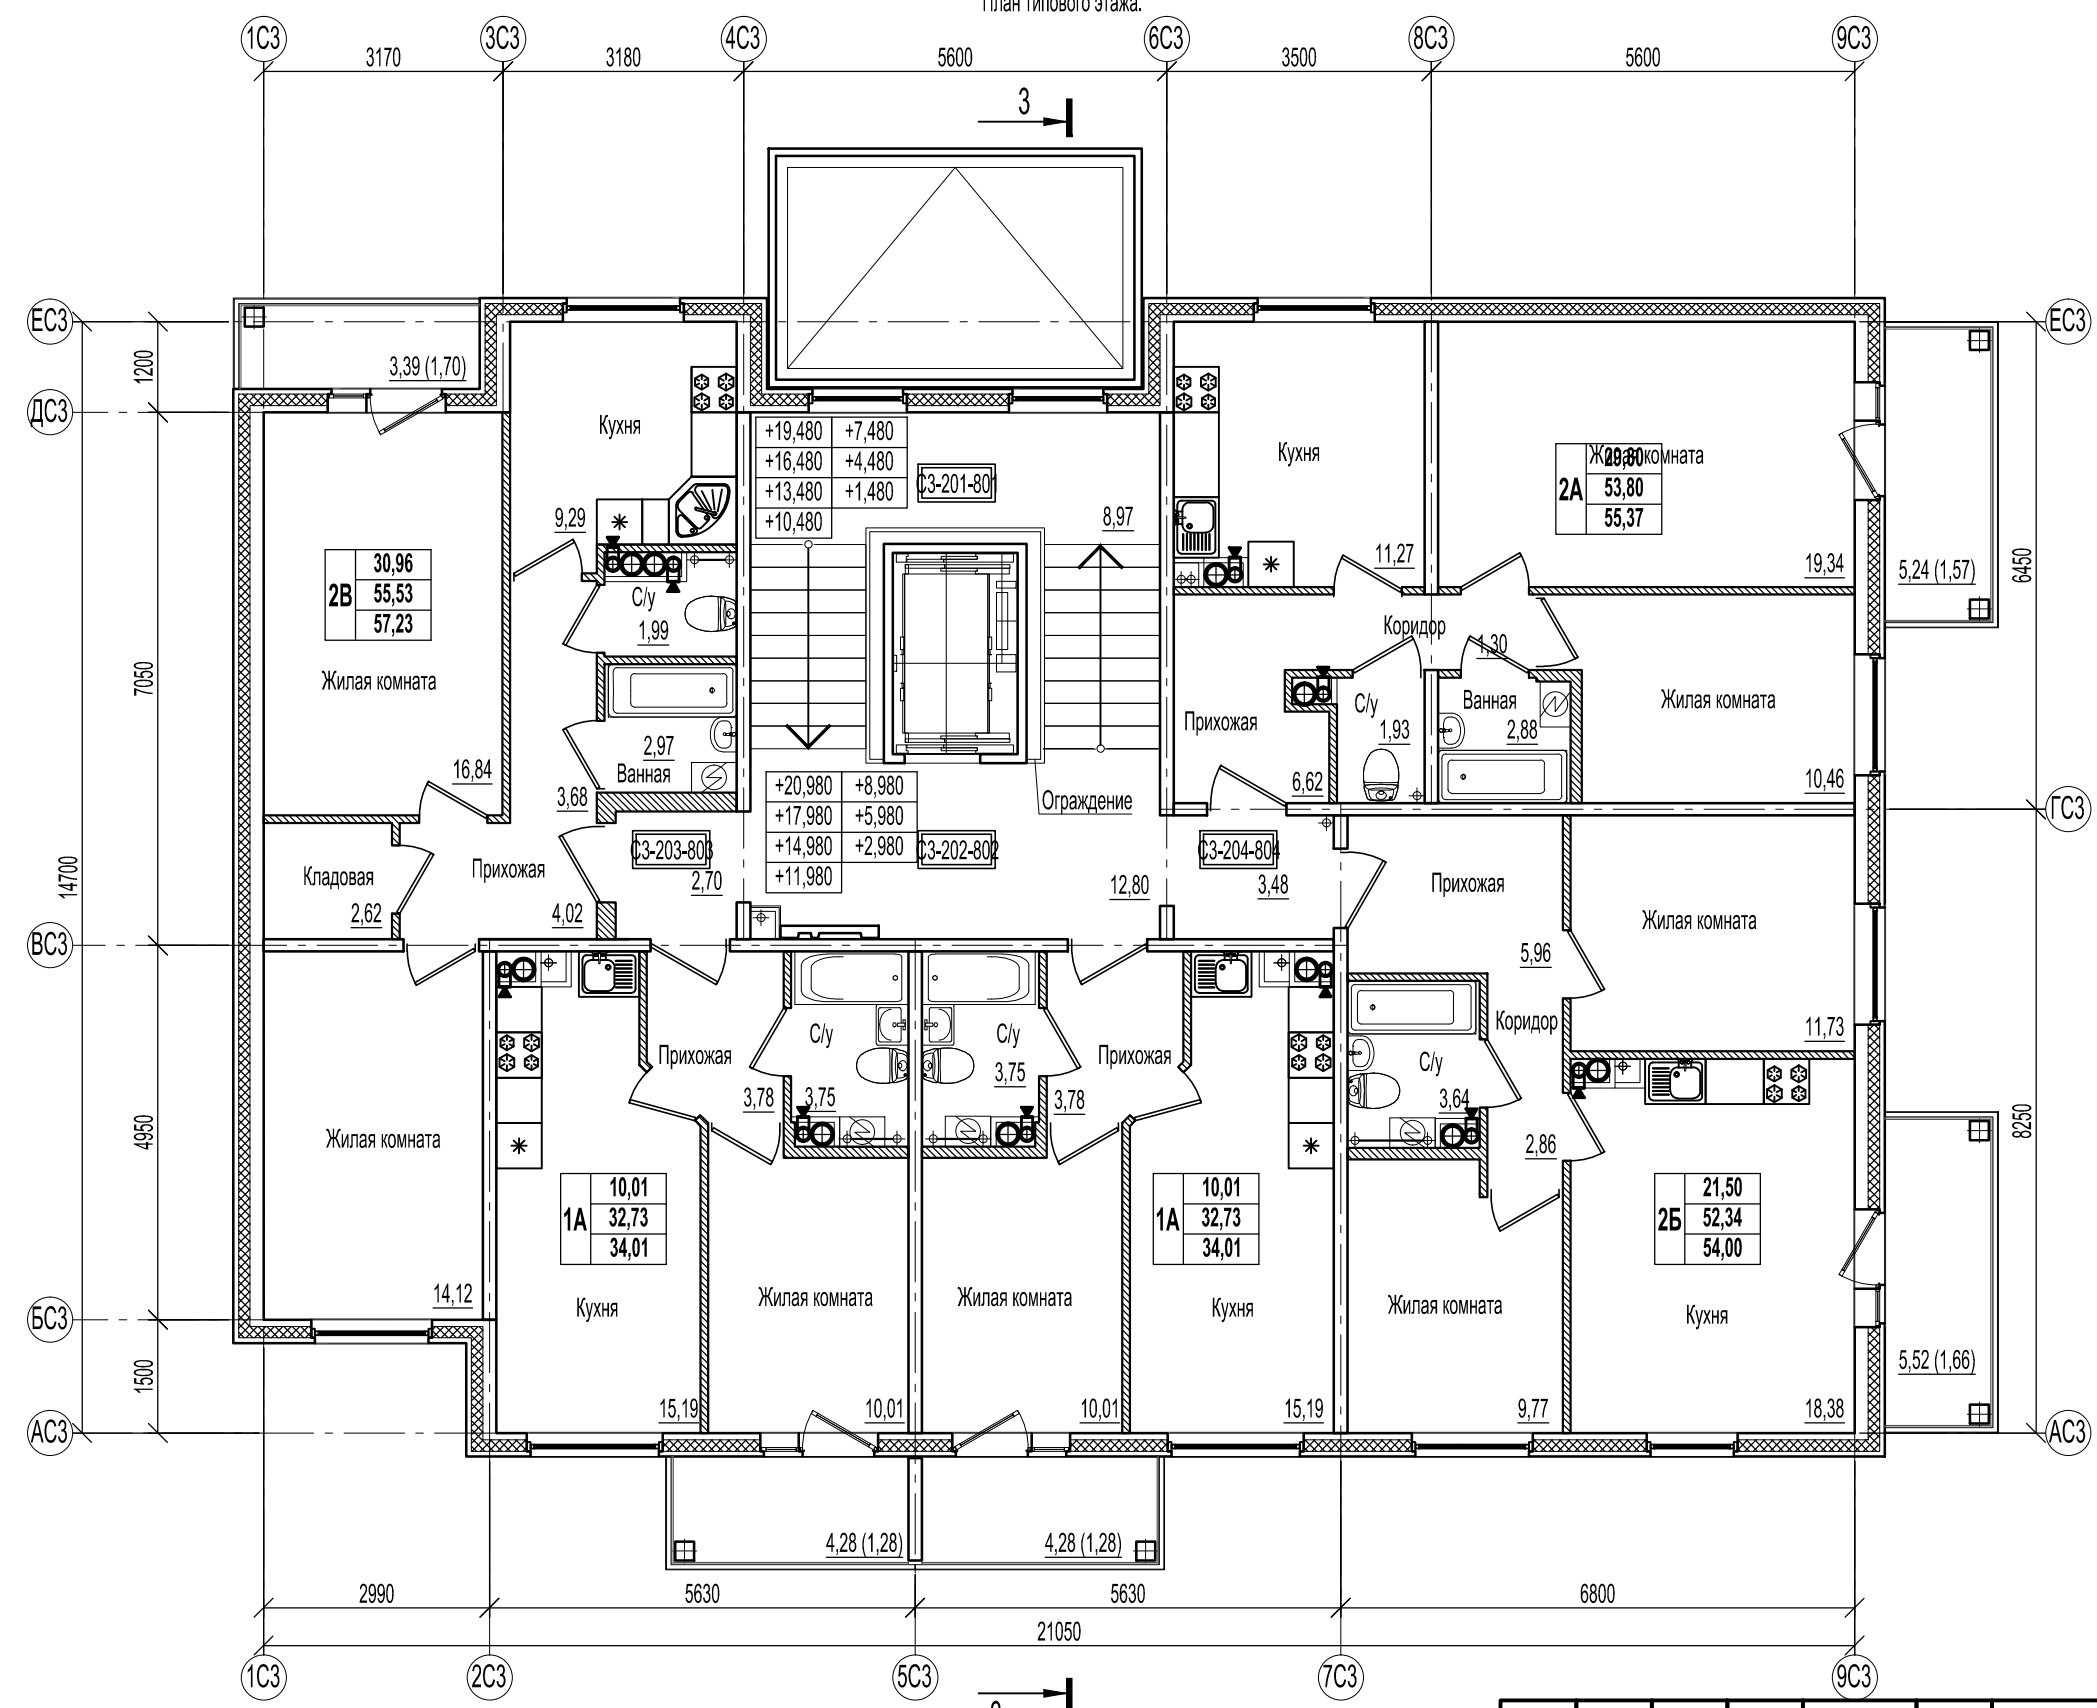 План типового этажа.
1С3 3С3 4С3 6С3 8С3 9С3
3170 3180 5600 3500 5600
3
ЕС3 ЕС3
1200
3,39 (1,70)
ДС3
Кухня
+19,480 +7,480
+16,480 +4,480
+13,480 +1,480
+10,480
С3-201-801
8,97
9,29
Кухня
11,27
Жилая комната
29,80
2А 53,80
55,37
19,34
5,24 (1,57)
6450
30,96
2В 55,53
57,23
Жилая комната
16,84
7050
С/у
1,99
2,97
Ванная
3,68
Коридор
1,30
С/у
1,93
Ванная
2,88
Жилая комната
10,46
Прихожая
6,62
ГС3
+20,980 +8,980
+17,980 +5,980
+14,980 +2,980
+11,980
Ограждение
С3-203-803
С3-202-802
С3-204-804
2,70
12,80
3,48
14700
Кладовая
2,62
Прихожая
4,02
Прихожая
5,96
Жилая комната
11,73
ВС3
Прихожая
3,78
С/у
3,75
С/у
3,75
Прихожая
3,78
С/у
3,64
Коридор
2,86
4950
8250
Жилая комната
14,12
10,01
1А 32,73
34,01
Кухня
15,19
Жилая комната
10,01
Жилая комната
10,01
10,01
1А 32,73
34,01
Кухня
15,19
Жилая комната
9,77
21,50
2Б 52,34
54,00
Кухня
18,38
5,52 (1,66)
БС3
1500
АС3 АС3
4,28 (1,28) 4,28 (1,28)
2990 5630 5630 6800
21050
1С3 2С3 5С3 7С3 9С3